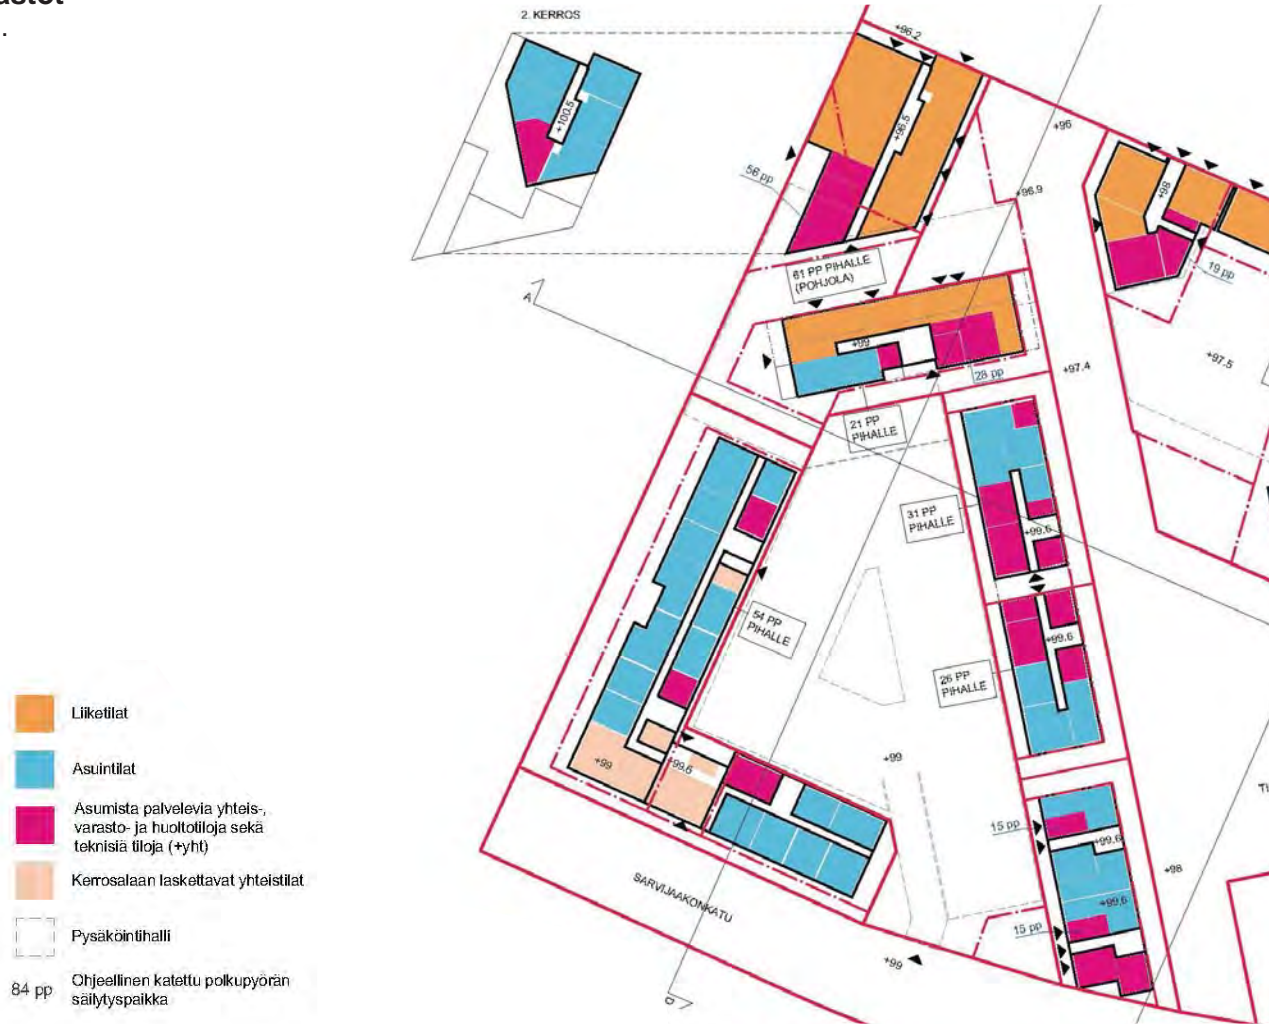 .
2. KERROS
+96.2
+100.5
+96.5
+96
58 pp
+98
+96.9
19 pp
61 PP PIHALLE
(POHJOLA)
A
+99
+97.5
+97.4
28 pp
21 PP
PIHALLE
31 PP
PIHALLE
+99.6
54 PP
PIHALLE
+99.6
26 PP
PIHALLE
+99
+99.6
+99
15 pp
+99.6
+98
SARVIJAAKONKATU
+99.6
15 pp
+99
Liiketilat
Asuintilat
Asumista palvelevia yhteis-,
varasto- ja huoltotiloja sekä
teknisiä tiloja (+yht)
Kerrosalaan laskettavat yhteistilat
Pysäköintihalli
84 pp
Ohjeellinen katettu polkupyörän
säilytyspaikka